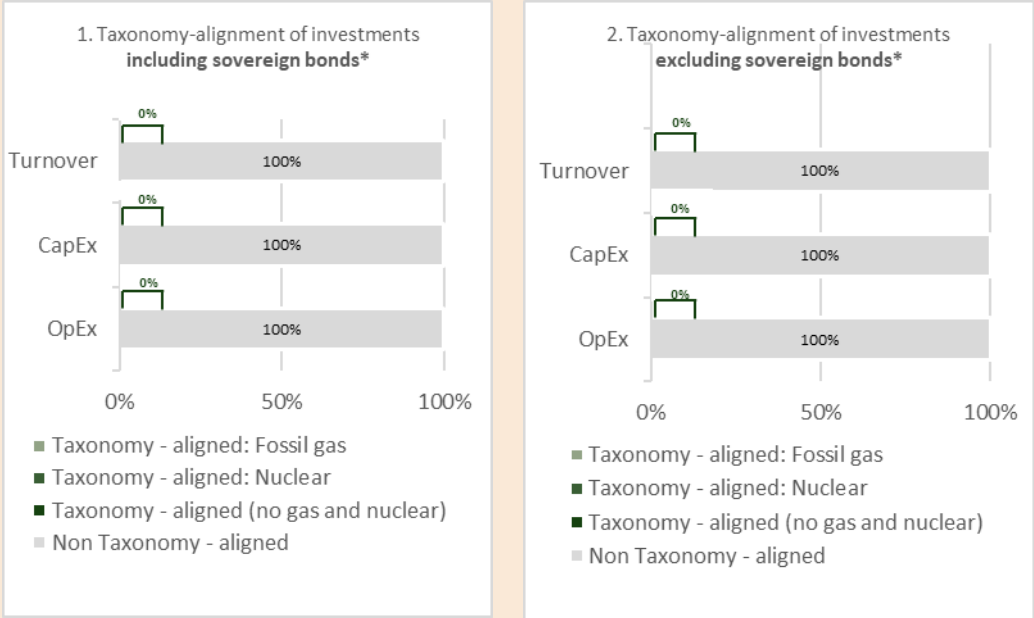 1. Taxonomy-alignment of investments
including sovereign bonds*
0%
Turnover
100%
0%
CapEx
100%
0%
OpEx
100%
0% 50% 100%
Taxonomy - aligned: Fossil gas
Taxonomy - aligned: Nuclear
Taxonomy - aligned (no gas and nuclear)
Non Taxonomy - aligned
2. Taxonomy-alignment of investments
excluding sovereign bonds*
0%
Turnover
100%
0%
CapEx
100%
0%
OpEx
100%
0% 50% 100%
Taxonomy - aligned: Fossil gas
Taxonomy - aligned: Nuclear
Taxonomy - aligned (no gas and nuclear)
Non Taxonomy - aligned